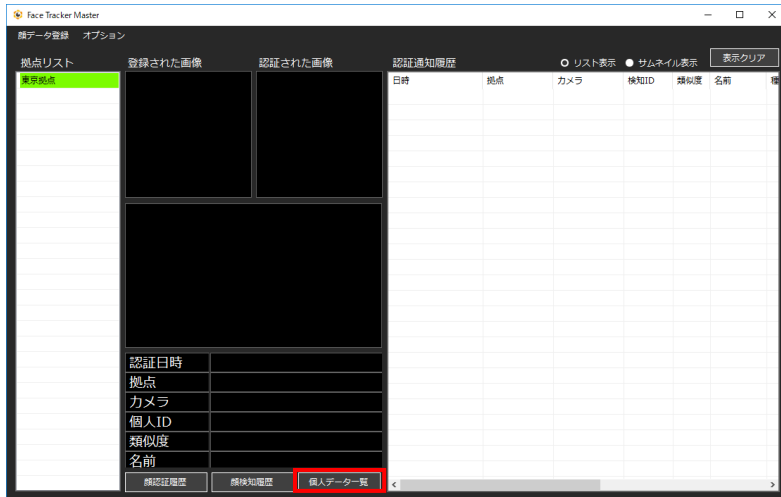 Face Tracker Master
顔データ登録 オプション
拠点リスト 登録された画像 認証された画像 認証通知履歴 リスト表示 サムネイル表示 表示クリア
東京拠点 日時 拠点 カメラ 検知ID 類似度 名前 種
認証日時
拠点
カメラ
個人ID
類似度
名前
顔認証履歴 顔検知履歴 個人データ一覧